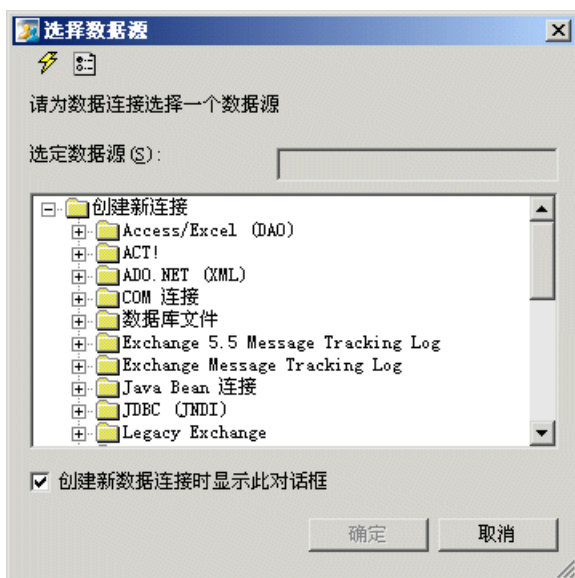 选择数据源
请为数据连接选择一个数据源
选定数据源(S):
创建新连接
Access/Excel (DAO)
ACT!
ADO.NET (XML)
COM 连接
数据库文件
Exchange 5.5 Message Tracking Log
Exchange Message Tracking Log
Java Bean 连接
JDBC (JNDI)
Legacy Exchange
创建新数据连接时显示此对话框
确定 取消